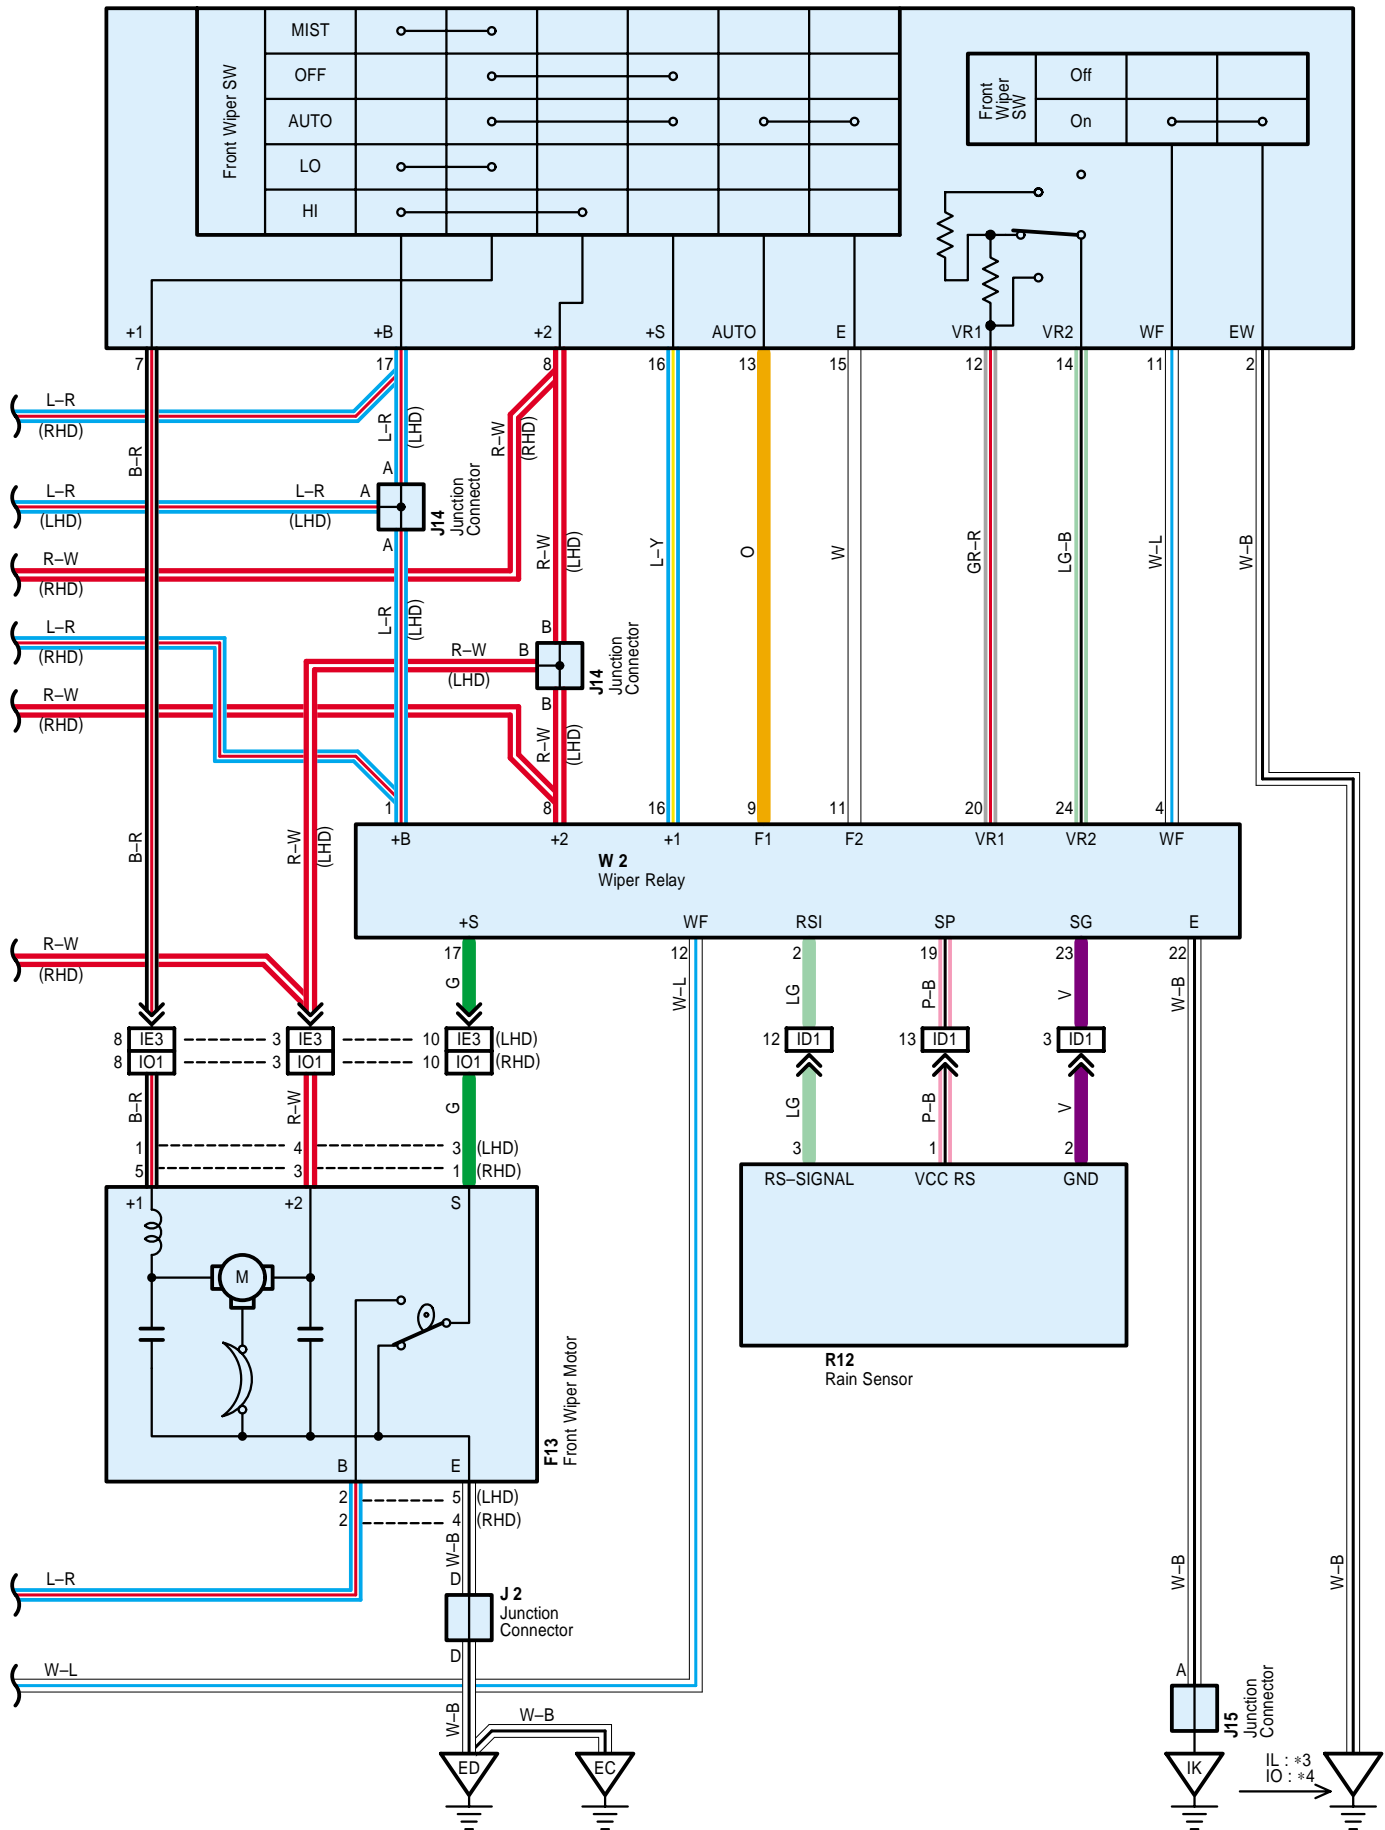 MIST
OFF
AUTO
LO
HI
Front Wiper SW
Front
Wiper
SW
Off
On
+1
+B
+2
+S
AUTO
E
VR1
VR2
WF
EW
7
17
8
16
13
15
12
14
11
2
L–R
(RHD)
B–R
L–R
(LHD)
R–W
(RHD)
A
L–R
(LHD)
L–R
(LHD)
A
J14
Junction
Connector
A
R–W
(RHD)
R–W
(LHD)
L–Y
O
W
GR–R
LG–B
W–L
W–B
L–R
(RHD)
L–R
(LHD)
B
R–W
(LHD)
B
J14
Junction
Connector
B
R–W
(RHD)
R–W
(LHD)
1
8
16
9
11
20
24
4
+B
+2
+1
F1
F2
VR1
VR2
WF
W 2
Wiper Relay
B–R
R–W
(LHD)
+S
WF
RSI
SP
SG
E
R–W
(RHD)
17
12
2
19
23
22
G
W–L
LG
P–B
V
W–B
8
IE3
3
IE3
10
IE3
(LHD)
8
IO1
3
IO1
10
IO1
(RHD)
12
ID1
13
ID1
3
ID1
B–R
R–W
G
LG
P–B
V
1
4
3
(LHD)
5
3
1
(RHD)
3
1
2
+1
+2
S
RS–SIGNAL
VCC RS
GND
M
R12
Rain Sensor
F13
Front Wiper Motor
B
E
2
5
(LHD)
2
4
(RHD)
W–B
L–R
D
J 2
Junction
Connector
D
W–B
W–B
W–L
W–B
W–B
A
J15
Junction
Connector
ED
EC
IK
IL : *3
IO : *4